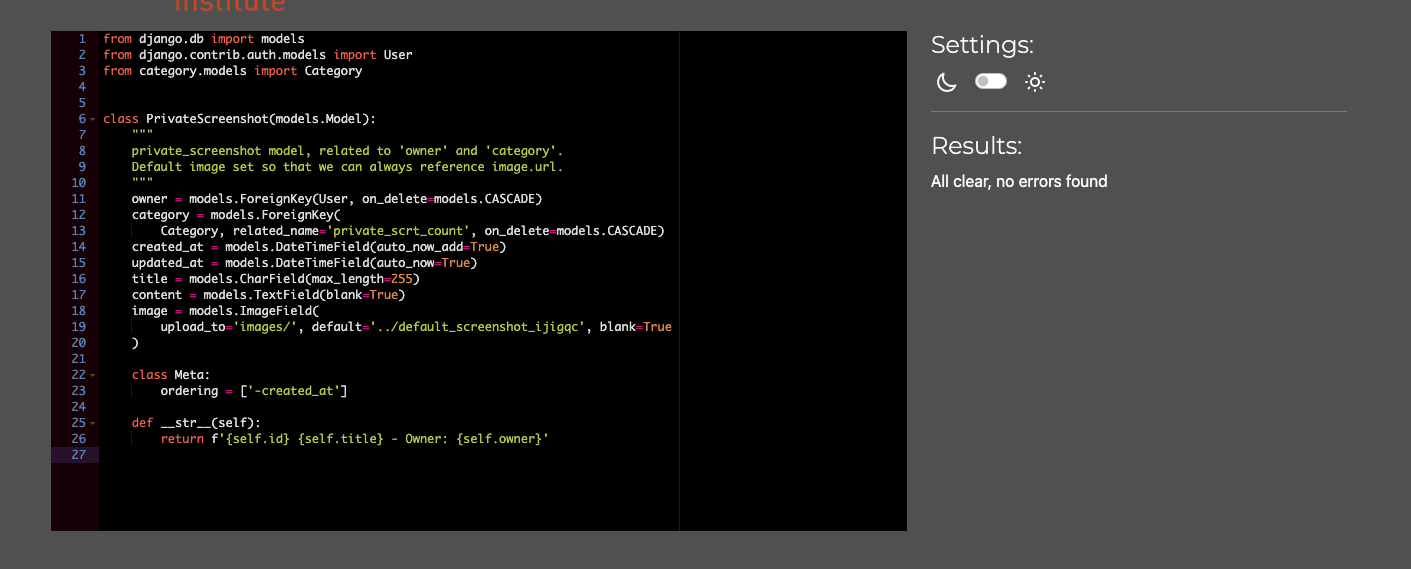 Institute
1 from django.db import models
2 from django.contrib.auth.models import User
3 from category.models import Category
4
5
6 class PrivateScreenshot(models.Model):
7     """
8     private_screenshot model, related to 'owner' and 'category'.
9     Default image set so that we can always reference image.url.
10     """
11     owner = models.ForeignKey(User, on_delete=models.CASCADE)
12     category = models.ForeignKey(
13         Category, related_name='private_scrt_count', on_delete=models.CASCADE)
14     created_at = models.DateTimeField(auto_now_add=True)
15     updated_at = models.DateTimeField(auto_now=True)
16     title = models.CharField(max_length=255)
17     content = models.TextField(blank=True)
18     image = models.ImageField(
19         upload_to='images/', default='../default_screenshot_ijigqc', blank=True
20     )
21
22     class Meta:
23         ordering = ['-created_at']
24
25     def __str__(self):
26         return f'{self.id} {self.title} - Owner: {self.owner}'
27
Settings:
Results:
All clear, no errors found